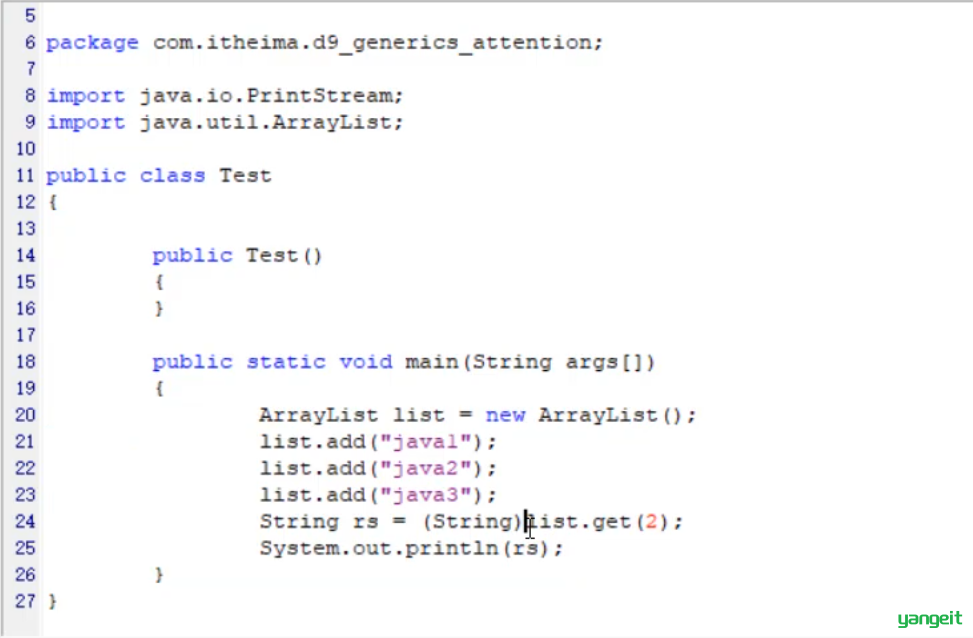 5
6 package com.itheima.d9_generics_attention;
7
8 import java.io.PrintStream;
9 import java.util.ArrayList;
10
11 public class Test
12 {
13
14 public Test()
15 {
16 }
17
18 public static void main(String args[])
19 {
20 ArrayList list = new ArrayList();
21 list.add("java1");
22 list.add("java2");
23 list.add("java3");
24 String rs = (String)list.get(2);
25 System.out.println(rs);
26 }
27 }
yangeit